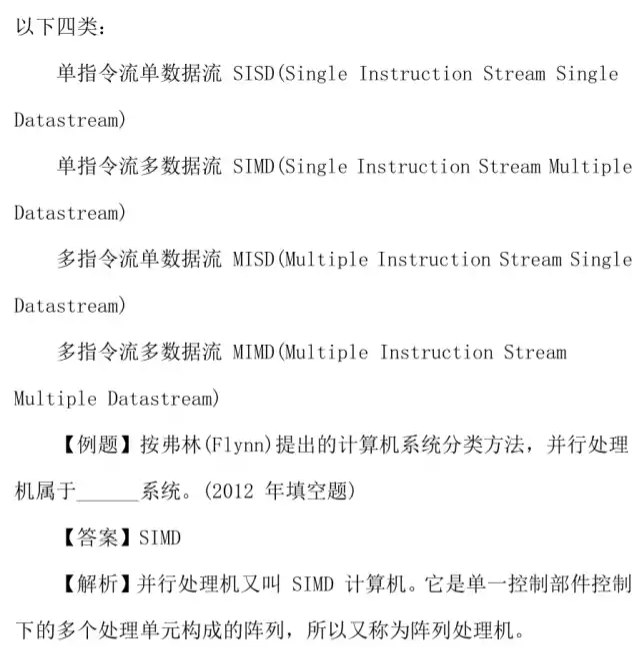 以下四类：
单指令流单数据流 SISD(Single Instruction Stream Single
Datastream)
单指令流多数据流 SIMD(Single Instruction Stream Multiple
Datastream)
多指令流单数据流 MISD(Multiple Instruction Stream Single
Datastream)
多指令流多数据流 MIMD(Multiple Instruction Stream
Multiple Datastream)
【例题】按弗林(Flynn)提出的计算机系统分类方法，并行处理
机属于______系统。(2012 年填空题)
【答案】SIMD
【解析】并行处理机又叫 SIMD 计算机。它是单一控制部件控制
下的多个处理单元构成的阵列，所以又称为阵列处理机。